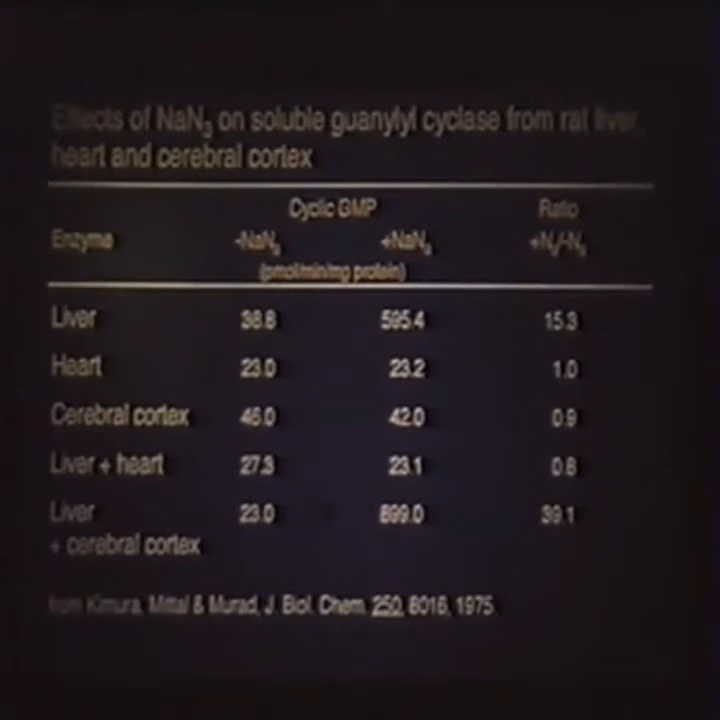 Effects of NaN₃ on soluble guanylyl cyclase from rat liver,
heart and cerebral cortex
Cyclic GMP Ratio
Enzyme -NaN₃ +NaN₃ +N₃/-N₃
(pmol/min/mg protein)
Liver 38.8 595.4 15.3
Heart 23.0 23.2 1.0
Cerebral cortex 46.0 42.0 0.9
Liver + heart 27.3 23.1 0.8
Liver 23.0 899.0 39.1
+ cerebral cortex
from Kimura, Mittal & Murad, J. Biol. Chem. 250, 8016, 1975.